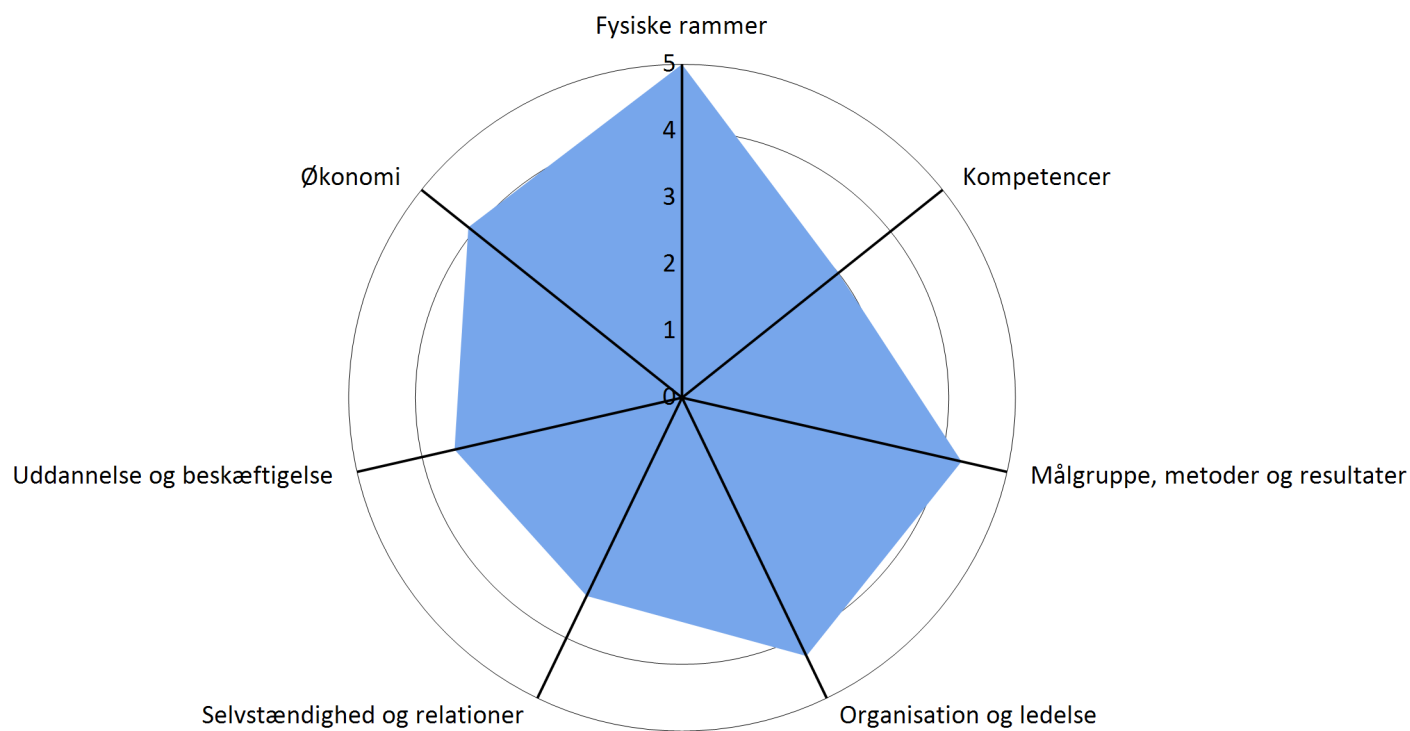 Fysiske rammer
5
4
Økonomi
Kompetencer
3
2
1
0
Uddannelse og beskæftigelse
Målgruppe, metoder og resultater
Selvstændighed og relationer
Organisation og ledelse